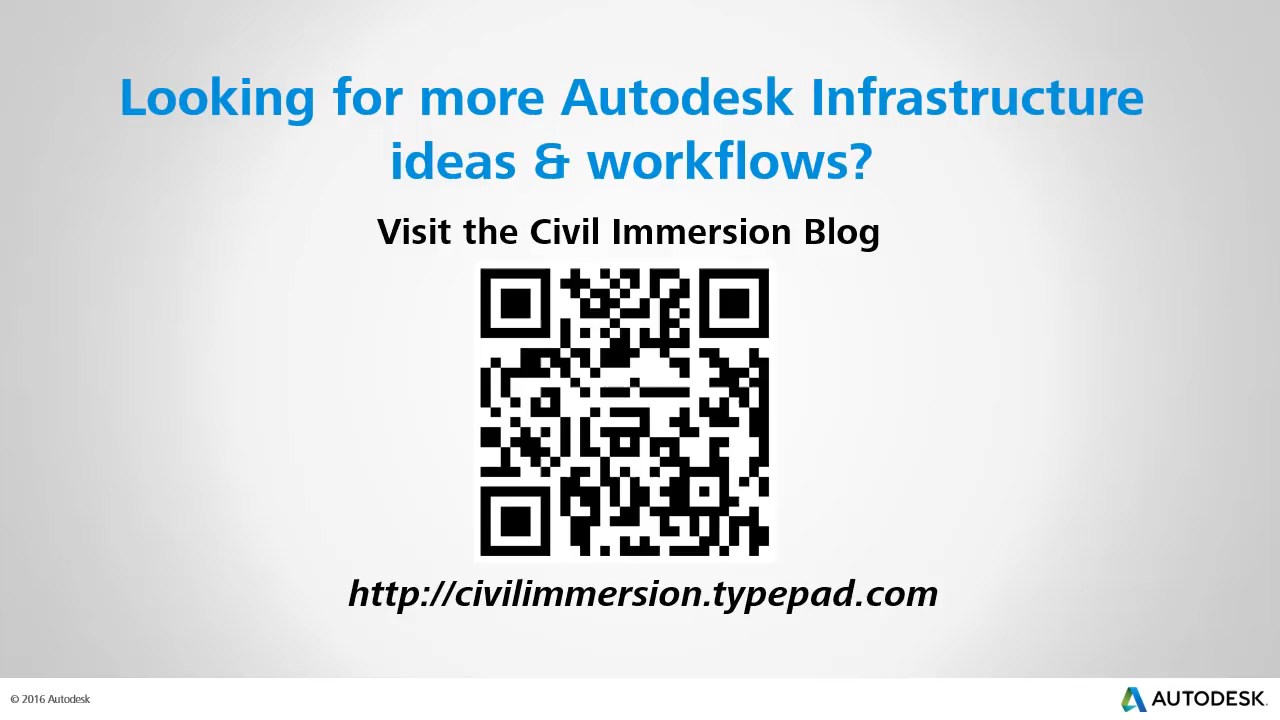 Looking for more Autodesk Infrastructure
ideas & workflows?
Visit the Civil Immersion Blog
http://civilimmersion.typepad.com
© 2016 Autodesk
AUTODESK.